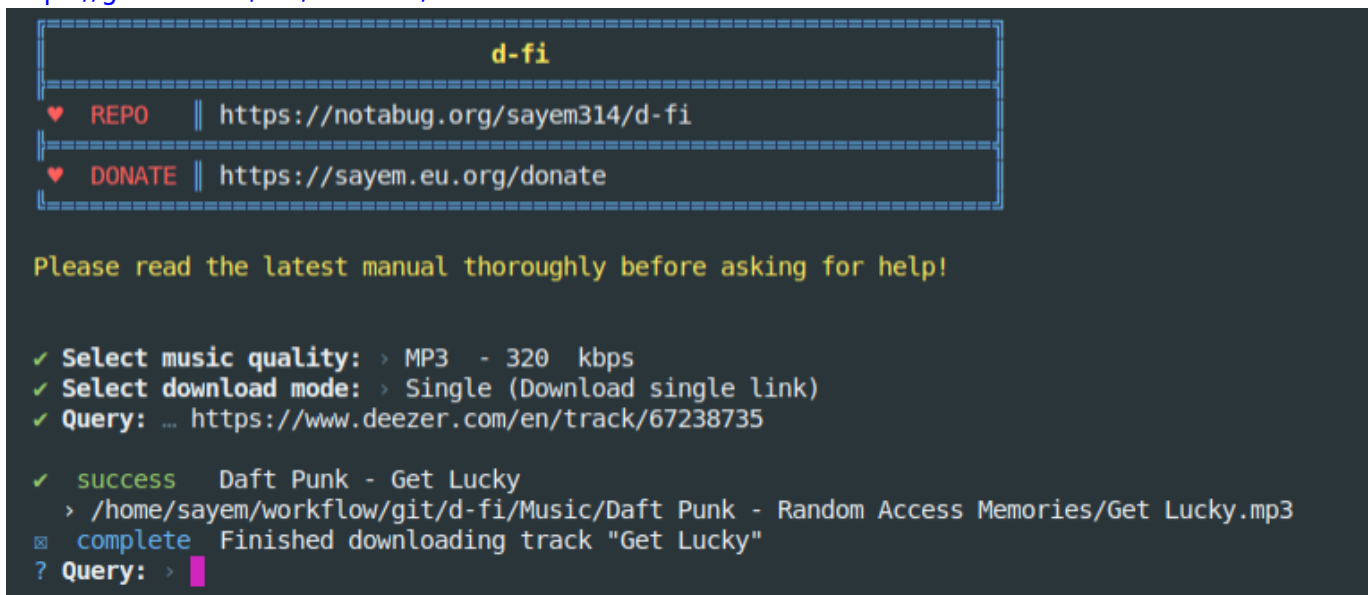 d-fi
♥ REPO ║ https://notabug.org/sayem314/d-fi
♥ DONATE ║ https://sayem.eu.org/donate
Please read the latest manual thoroughly before asking for help!
✔ Select music quality: › MP3 - 320 kbps
✔ Select download mode: › Single (Download single link)
✔ Query: … https://www.deezer.com/en/track/67238735
✔ success Daft Punk - Get Lucky
› /home/sayem/workflow/git/d-fi/Music/Daft Punk - Random Access Memories/Get Lucky.mp3
☒ complete Finished downloading track "Get Lucky"
? Query: ›